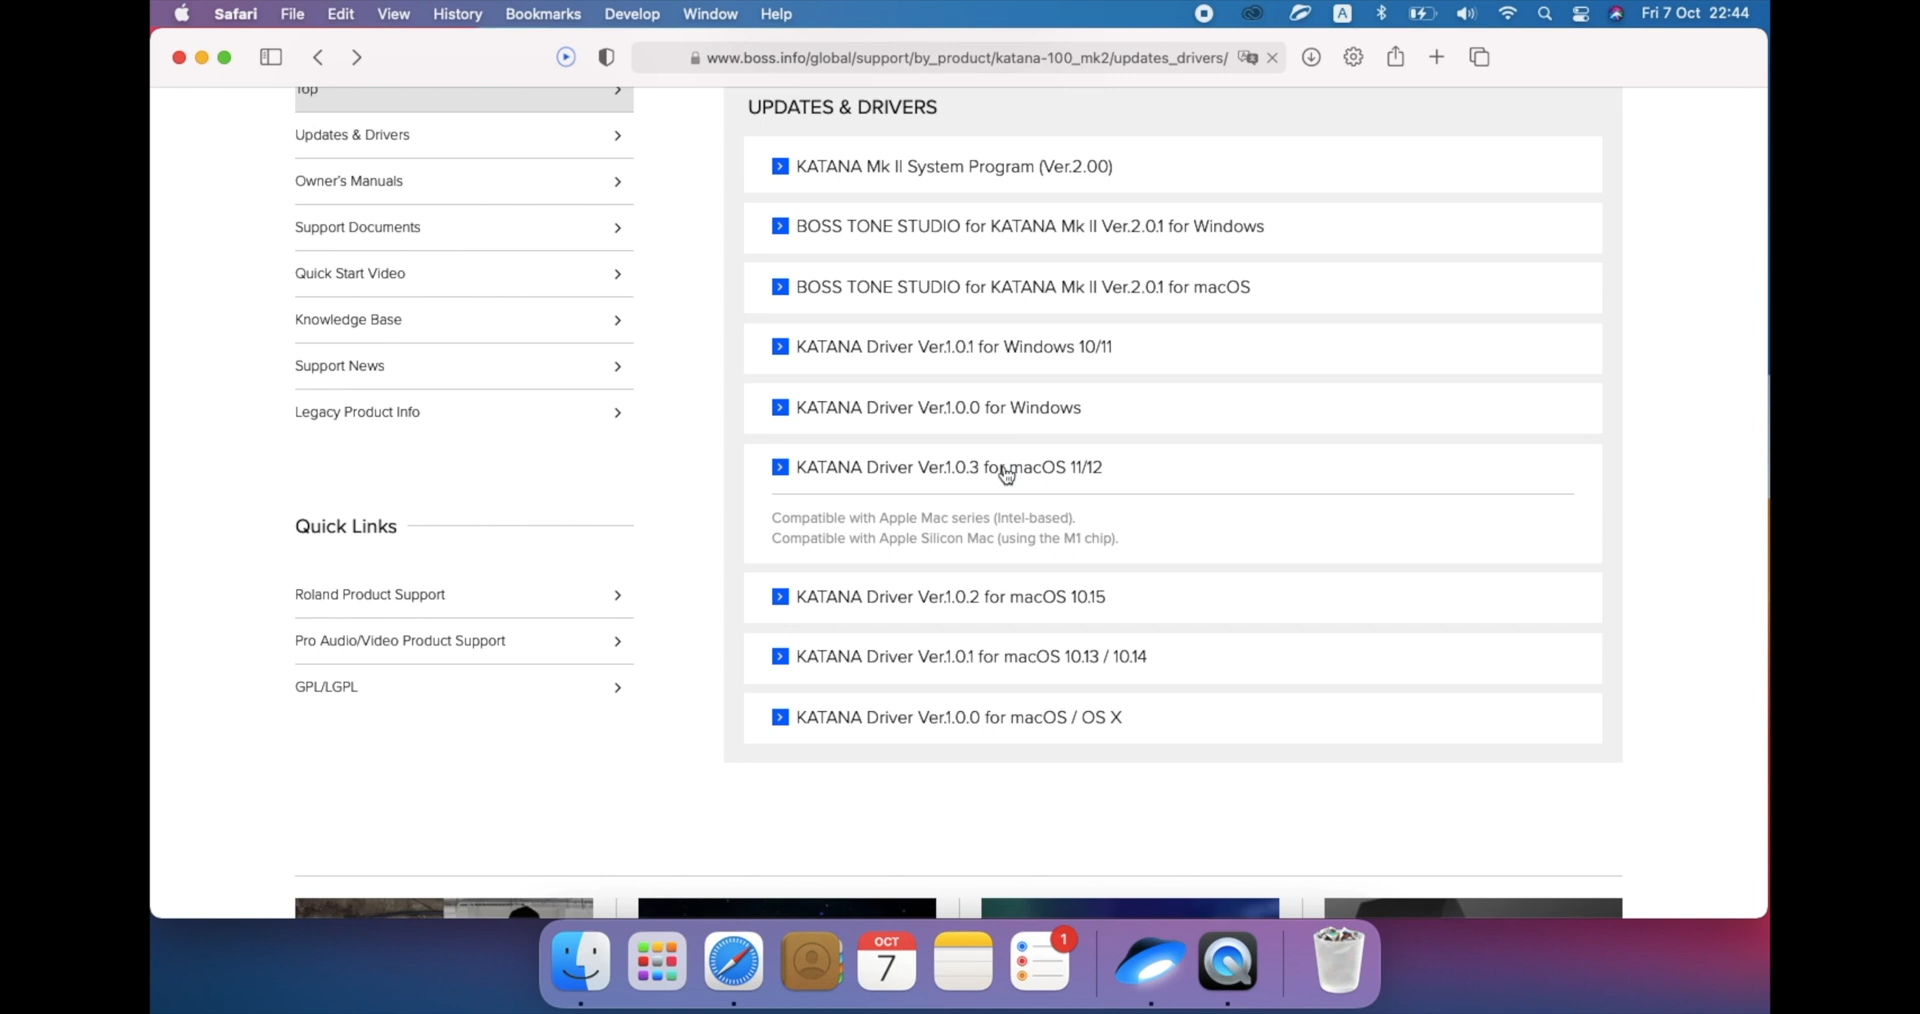 Safari File Edit View History Bookmarks Develop Window Help A Fri 7 Oct 22:44
www.boss.info/global/support/by_product/katana-100_mk2/updates_drivers/
Top
Updates & Drivers
Owner's Manuals
Support Documents
Quick Start Video
Knowledge Base
Support News
Legacy Product Info
Quick Links
Roland Product Support
Pro Audio/Video Product Support
GPL/LGPL
UPDATES & DRIVERS
KATANA Mk II System Program (Ver.2.00)
BOSS TONE STUDIO for KATANA Mk II Ver.2.0.1 for Windows
BOSS TONE STUDIO for KATANA Mk II Ver.2.0.1 for macOS
KATANA Driver Ver.1.0.1 for Windows 10/11
KATANA Driver Ver.1.0.0 for Windows
KATANA Driver Ver.1.0.3 for macOS 11/12
Compatible with Apple Mac series (Intel-based).
Compatible with Apple Silicon Mac (using the M1 chip).
KATANA Driver Ver.1.0.2 for macOS 10.15
KATANA Driver Ver.1.0.1 for macOS 10.13 / 10.14
KATANA Driver Ver.1.0.0 for macOS / OS X
OCT
7
1